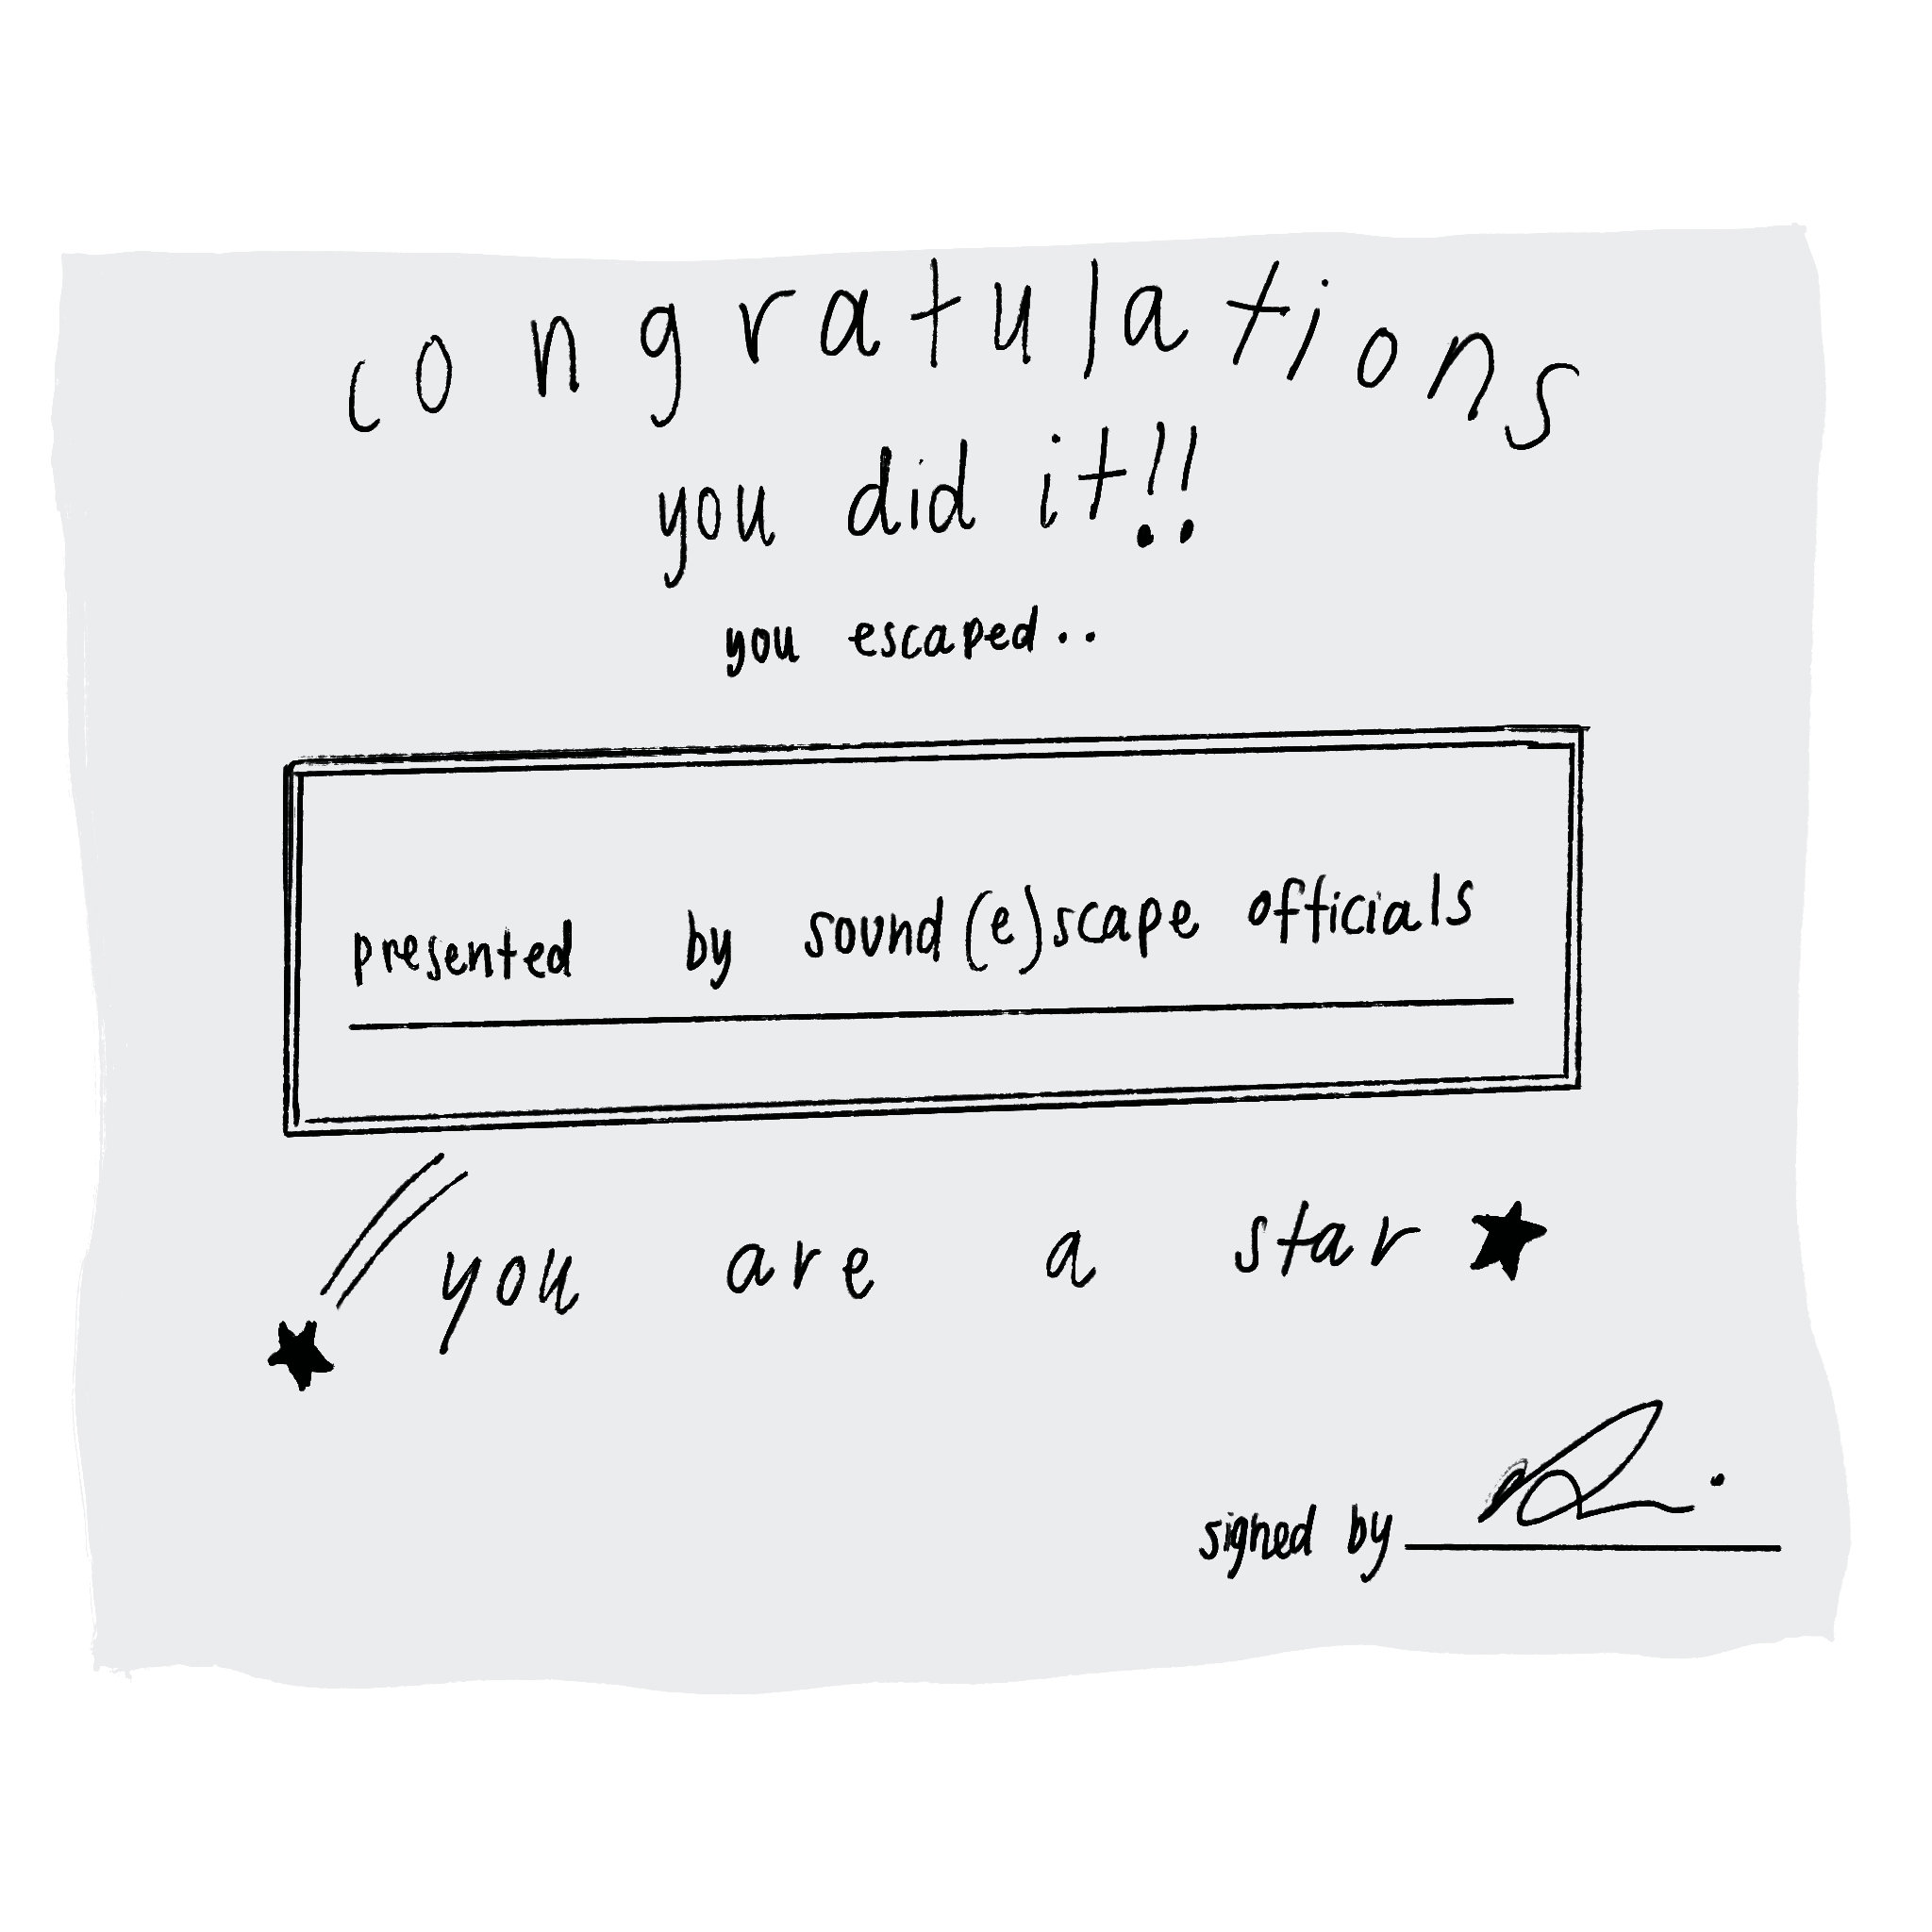 congratulations
you did it!!
you escaped..
presented by sound(e)scape officials
you are a star
signed by